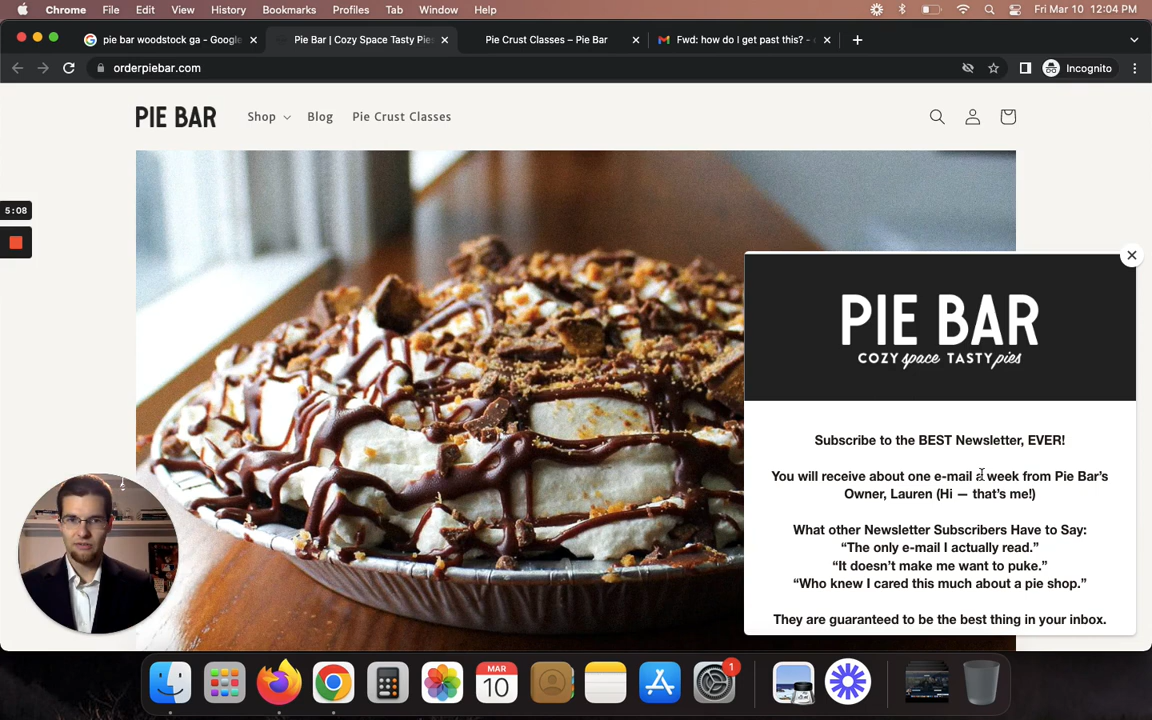 Chrome File Edit View History Bookmarks Profiles Tab Window Help Fri Mar 10 12:04 PM
pie bar woodstock ga - Google
Pie Bar | Cozy Space Tasty Pie
Pie Crust Classes – Pie Bar
Fwd: how do I get past this? -
orderpiebar.com
Incognito
PIE BAR
Shop Blog Pie Crust Classes
5:08
PIE BAR
COZY space TASTY pies
Subscribe to the BEST Newsletter, EVER!
You will receive about one e-mail a week from Pie Bar’s
Owner, Lauren (Hi — that’s me!)
What other Newsletter Subscribers Have to Say:
“The only e-mail I actually read.”
“It doesn’t make me want to puke.”
“Who knew I cared this much about a pie shop.”
They are guaranteed to be the best thing in your inbox.
MAR
10
1